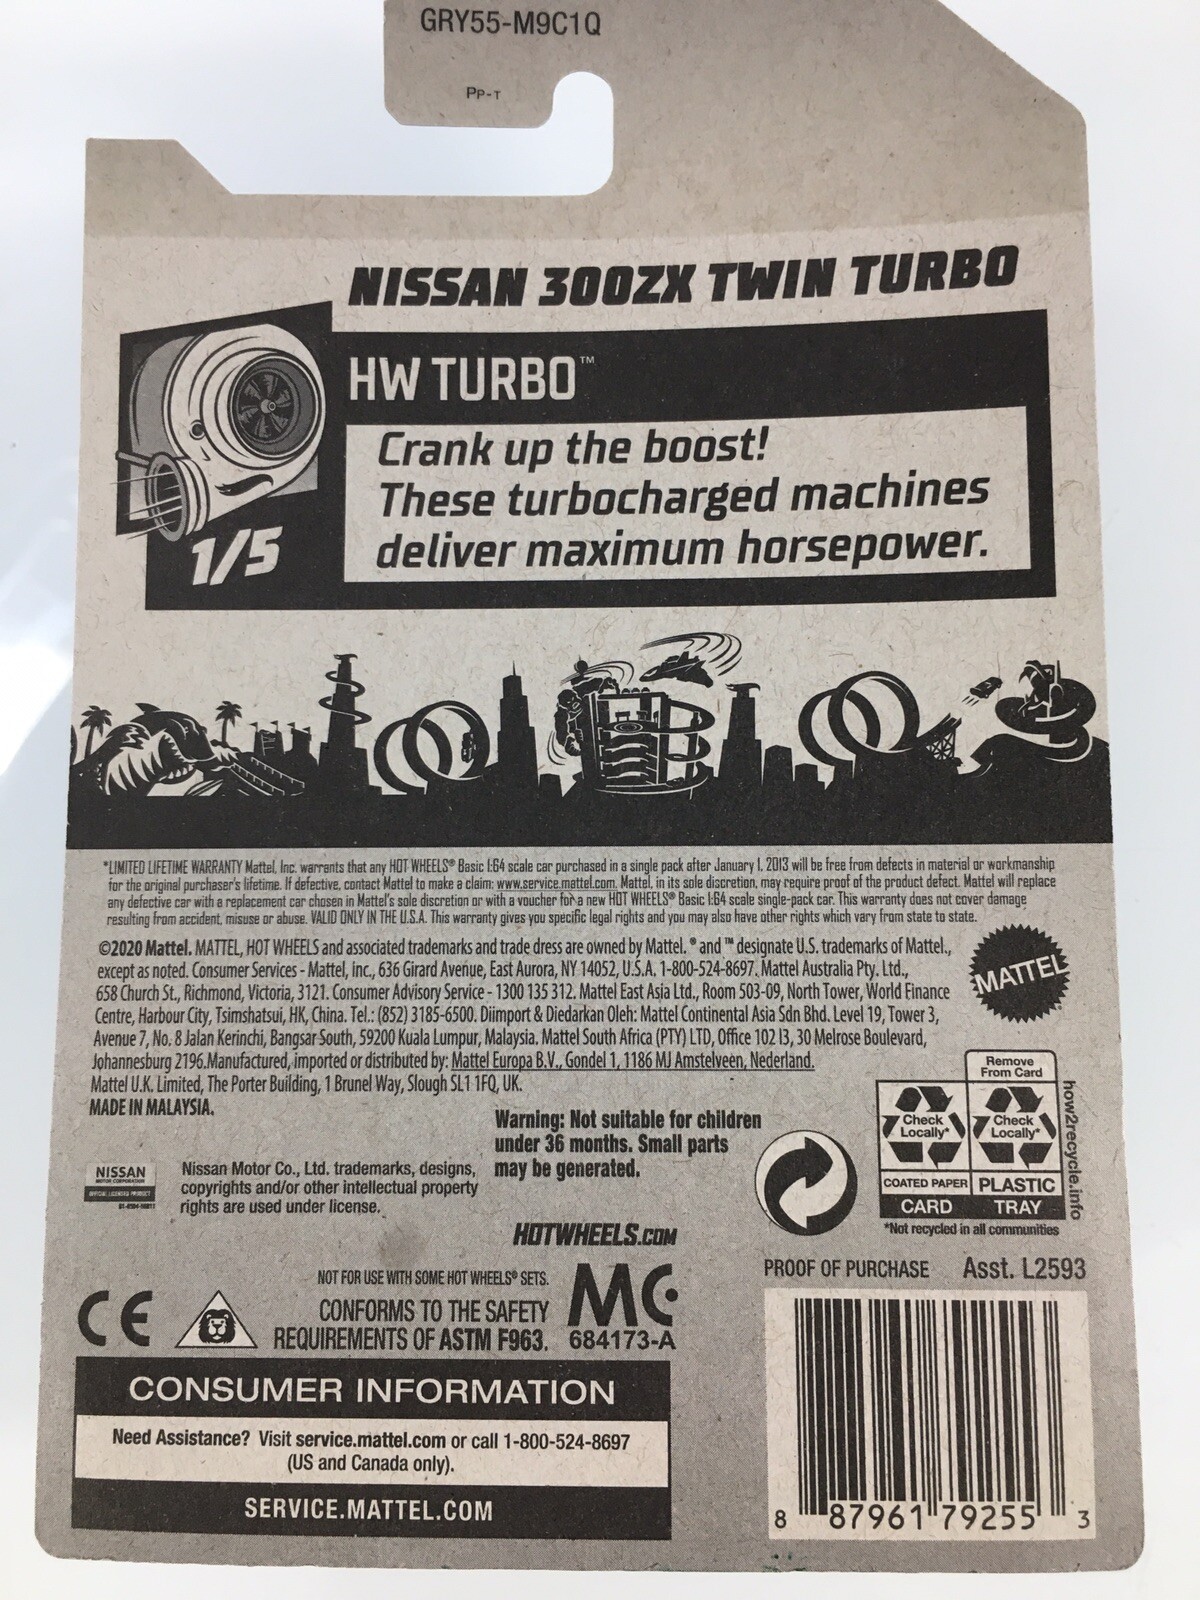 GRY55-M9C1Q
PP-T
NISSAN 300ZX TWIN TURBO
HW TURBO™
Crank up the boost!
These turbocharged machines
deliver maximum horsepower.
1/5
*LIMITED LIFETIME WARRANTY Mattel, Inc. warrants that any HOT WHEELS® Basic 1:64 scale car purchased in a single pack after January 1, 2013 will be free from defects in material or workmanship
for the original purchaser's lifetime. If defective, contact Mattel to make a claim: www.service.mattel.com. Mattel, in its sole discretion, may require proof of the product defect. Mattel will replace
any defective car with a replacement car chosen in Mattel's sole discretion or with a voucher for a new HOT WHEELS® Basic 1:64 scale single-pack car. This warranty does not cover damage
resulting from accident, misuse or abuse. VALID ONLY IN THE U.S.A. This warranty gives you specific legal rights and you may also have other rights which vary from state to state.
©2020 Mattel. MATTEL, HOT WHEELS and associated trademarks and trade dress are owned by Mattel. ® and ™ designate U.S. trademarks of Mattel.,
except as noted. Consumer Services - Mattel, Inc., 636 Girard Avenue, East Aurora, NY 14052, U.S.A. 1-800-524-8697. Mattel Australia Pty. Ltd.,
658 Church St., Richmond, Victoria, 3121. Consumer Advisory Service - 1300 135 312. Mattel East Asia Ltd., Room 503-09, North Tower, World Finance
Centre, Harbour City, Tsimshatsui, HK, China. Tel.: (852) 3185-6500. Diimport & Diedarkan Oleh: Mattel Continental Asia Sdn Bhd. Level 19, Tower 3,
Avenue 7, No. 8 Jalan Kerinchi, Bangsar South, 59200 Kuala Lumpur, Malaysia. Mattel South Africa (PTY) LTD, Office 102 I3, 30 Melrose Boulevard,
Johannesburg 2196.Manufactured, imported or distributed by: Mattel Europa B.V., Gondel 1, 1186 MJ Amstelveen, Nederland.
Mattel U.K. Limited, The Porter Building, 1 Brunel Way, Slough SL1 1FQ, UK.
MADE IN MALAYSIA.
MATTEL
Warning: Not suitable for children
under 36 months. Small parts
may be generated.
NISSAN
MOTOR CORPORATION
OFFICIAL LICENSED PRODUCT
Nissan Motor Co., Ltd. trademarks, designs,
copyrights and/or other intellectual property
rights are used under license.
Remove
From Card
Check
Locally*
Check
Locally*
COATED PAPER
PLASTIC
CARD
TRAY
how2recycle.info
*Not recycled in all communities
HOTWHEELS.COM
NOT FOR USE WITH SOME HOT WHEELS® SETS.
CONFORMS TO THE SAFETY
REQUIREMENTS OF ASTM F963.
CE
MC
684173-A
PROOF OF PURCHASE Asst. L2593
CONSUMER INFORMATION
Need Assistance? Visit service.mattel.com or call 1-800-524-8697
(US and Canada only).
SERVICE.MATTEL.COM
8 87961 79255 3